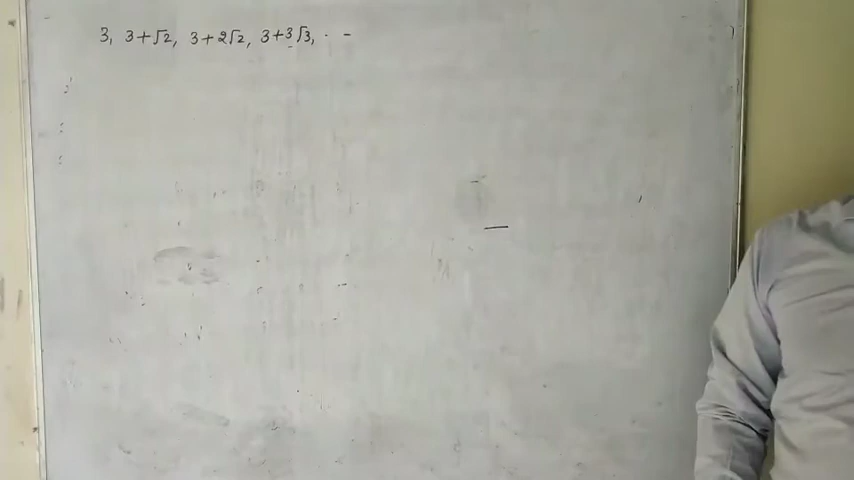 3, 3+√2, 3+2√2, 3+3√3, . -